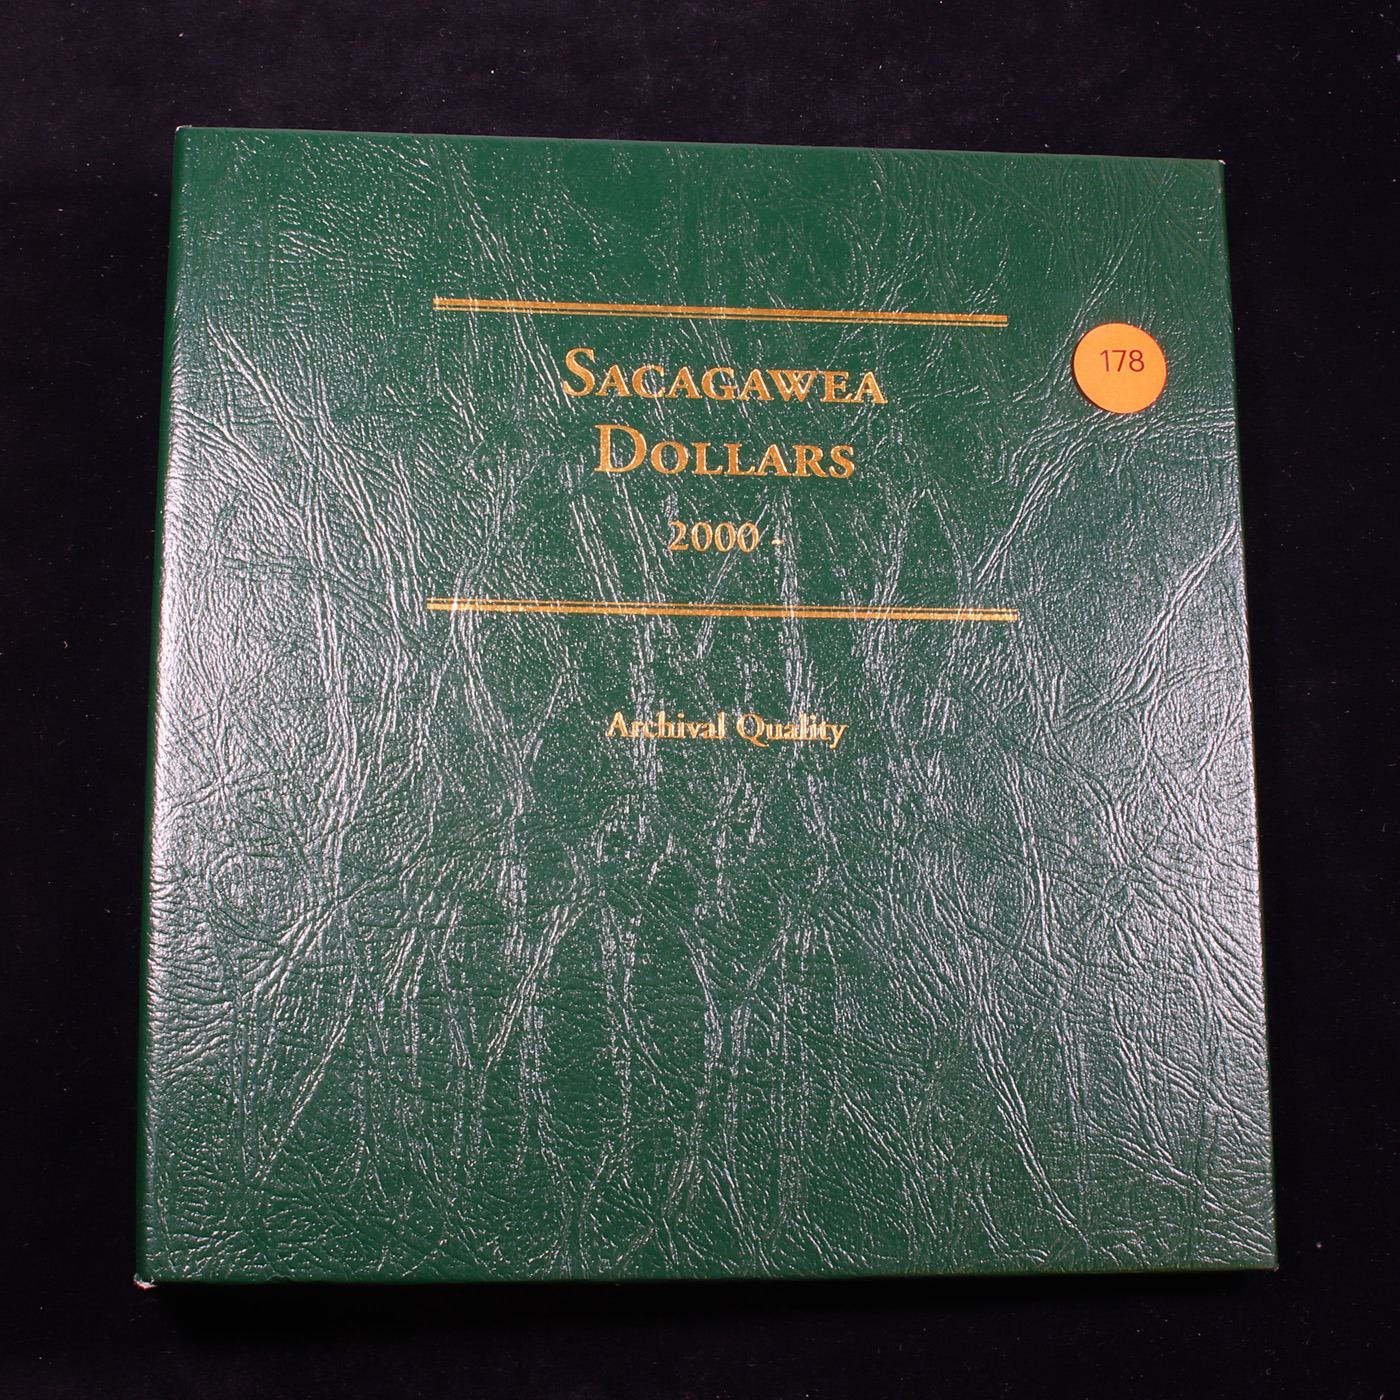 Sacagawea
Dollars
2000 -
Archival Quality
178